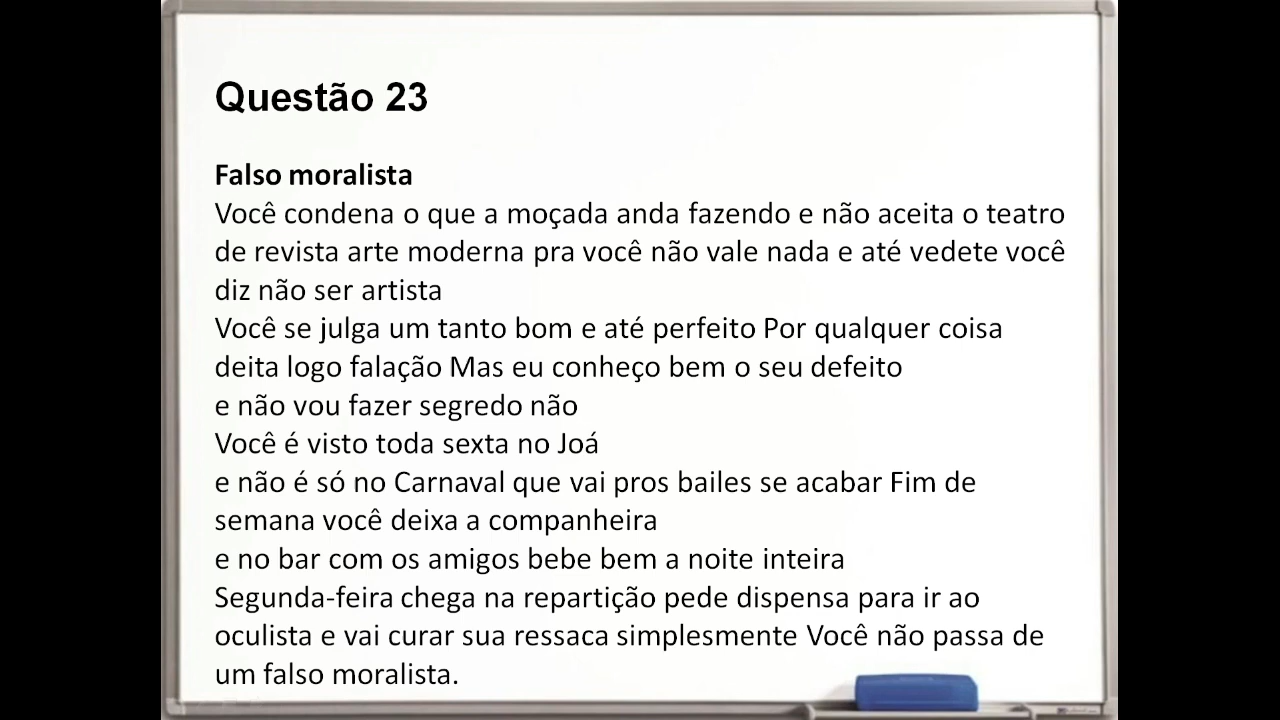 Questão 23
Falso moralista
Você condena o que a moçada anda fazendo e não aceita o teatro
de revista arte moderna pra você não vale nada e até vedete você
diz não ser artista
Você se julga um tanto bom e até perfeito Por qualquer coisa
deita logo falação Mas eu conheço bem o seu defeito
e não vou fazer segredo não
Você é visto toda sexta no Joá
e não é só no Carnaval que vai pros bailes se acabar Fim de
semana você deixa a companheira
e no bar com os amigos bebe bem a noite inteira
Segunda-feira chega na repartição pede dispensa para ir ao
oculista e vai curar sua ressaca simplesmente Você não passa de
um falso moralista.